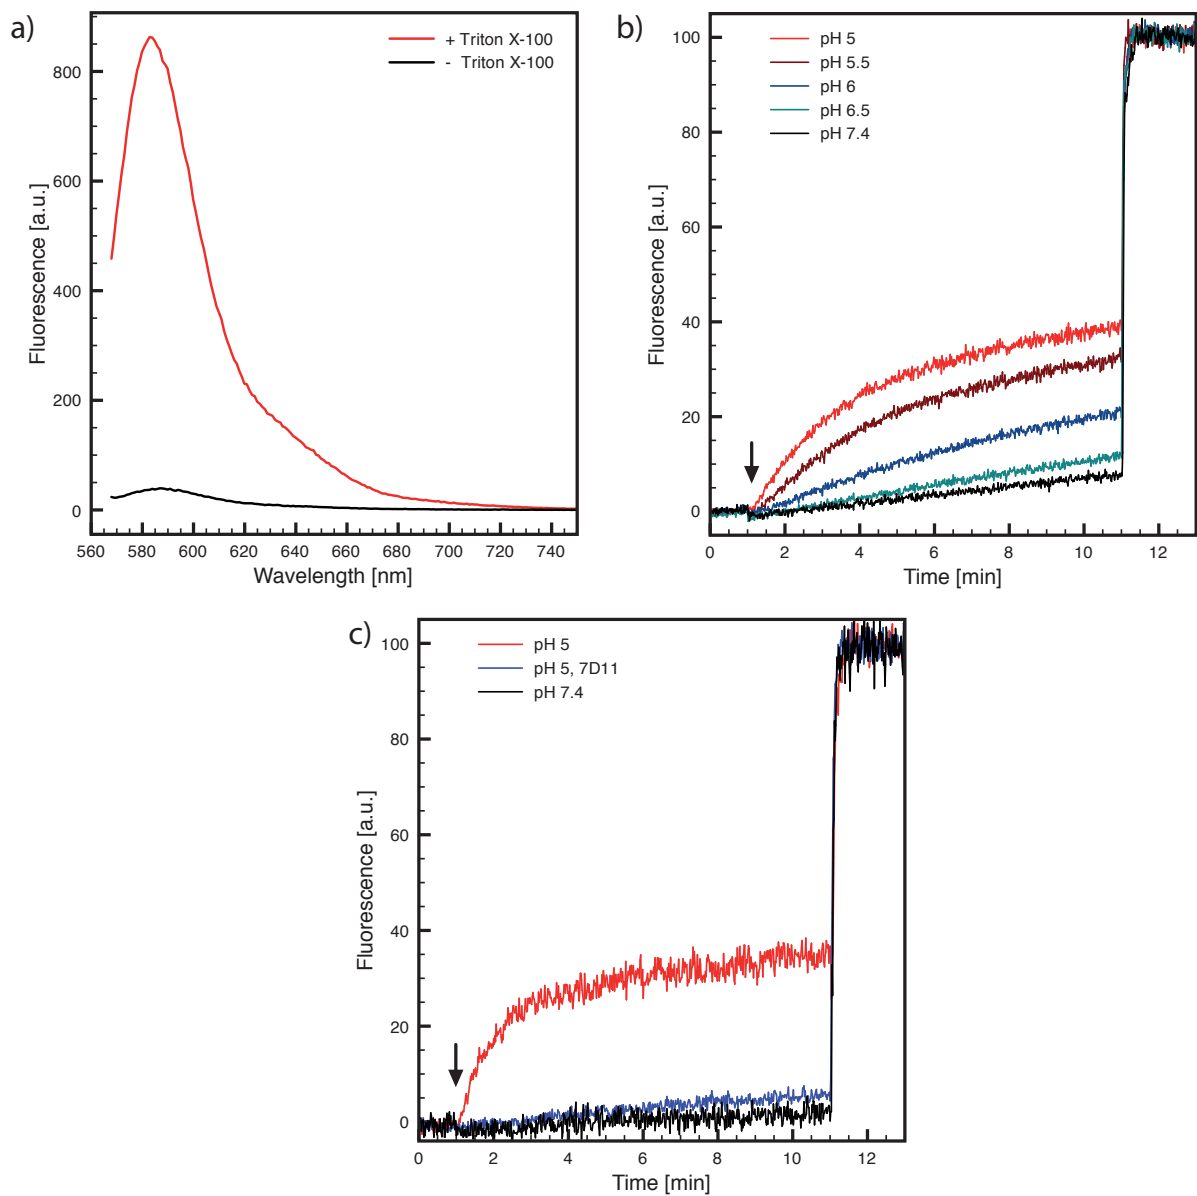 a)
+ Triton X-100
- Triton X-100
800
600
400
200
0
560 580 600 620 640 660 680 700 720 740
Fluorescence [a.u.]
Wavelength [nm]
b)
pH 5
pH 5.5
pH 6
pH 6.5
pH 7.4
100
80
60
40
20
0
0 2 4 6 8 10 12
Fluorescence [a.u.]
Time [min]
c)
pH 5
pH 5, 7D11
pH 7.4
100
80
60
40
20
0
0 2 4 6 8 10 12
Fluorescence [a.u.]
Time [min]